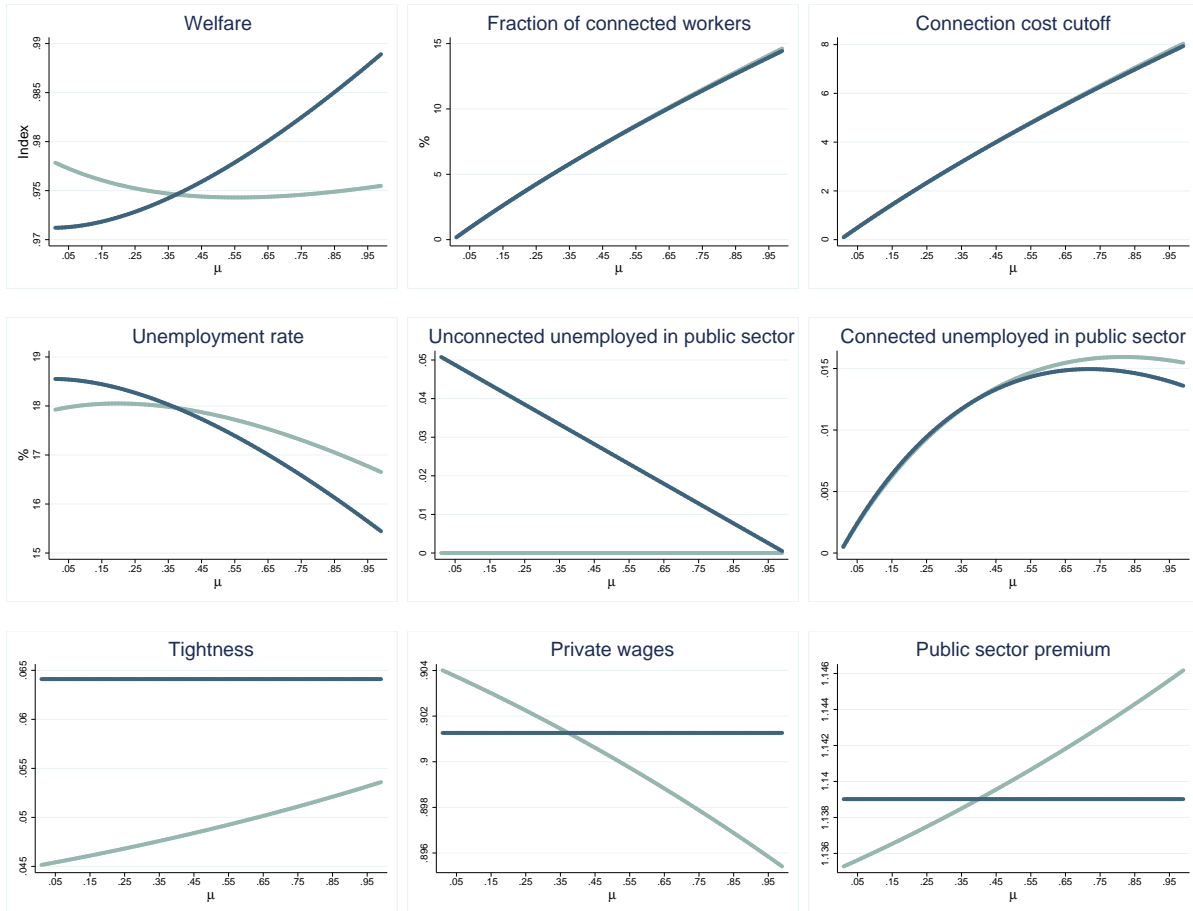 Welfare
Index
.97
.975
.98
.985
.99
.05 .15 .25 .35 .45 .55 .65 .75 .85 .95
μ
Fraction of connected workers
%
0
5
10
15
.05 .15 .25 .35 .45 .55 .65 .75 .85 .95
μ
Connection cost cutoff
0
2
4
6
8
.05 .15 .25 .35 .45 .55 .65 .75 .85 .95
μ
Unemployment rate
%
15
16
17
18
19
.05 .15 .25 .35 .45 .55 .65 .75 .85 .95
μ
Unconnected unemployed in public sector
0
.01
.02
.03
.04
.05
.05 .15 .25 .35 .45 .55 .65 .75 .85 .95
μ
Connected unemployed in public sector
0
.005
.01
.015
.05 .15 .25 .35 .45 .55 .65 .75 .85 .95
μ
Tightness
.045
.05
.055
.06
.065
.05 .15 .25 .35 .45 .55 .65 .75 .85 .95
μ
Private wages
.896
.898
.9
.902
.904
.05 .15 .25 .35 .45 .55 .65 .75 .85 .95
μ
Public sector premium
1.136
1.138
1.14
1.142
1.144
1.146
.05 .15 .25 .35 .45 .55 .65 .75 .85 .95
μ